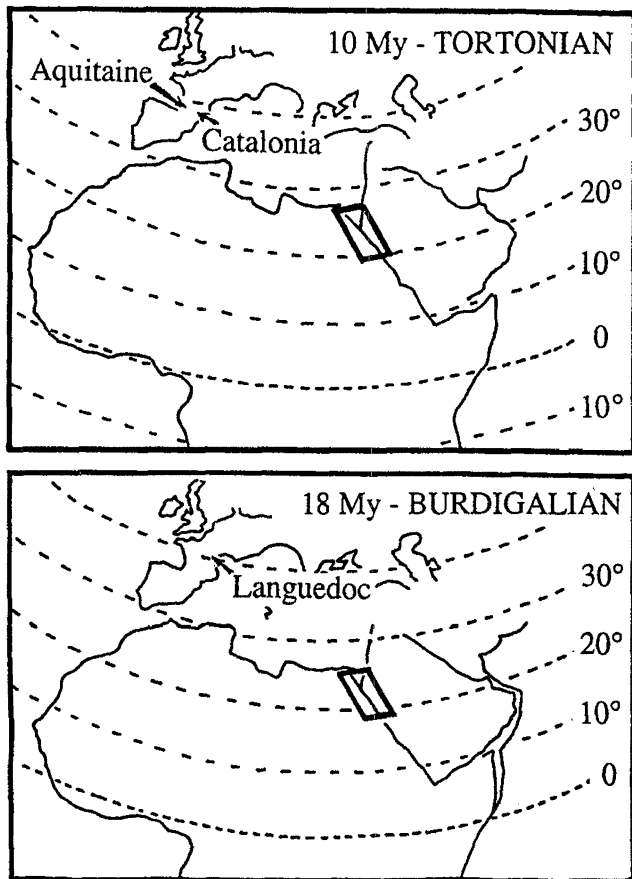 10 My - TORTONIAN
Aquitaine
Catalonia
30°
20°
10°
0
10°
18 My - BURDIGALIAN
Languedoc
30°
20°
10°
0